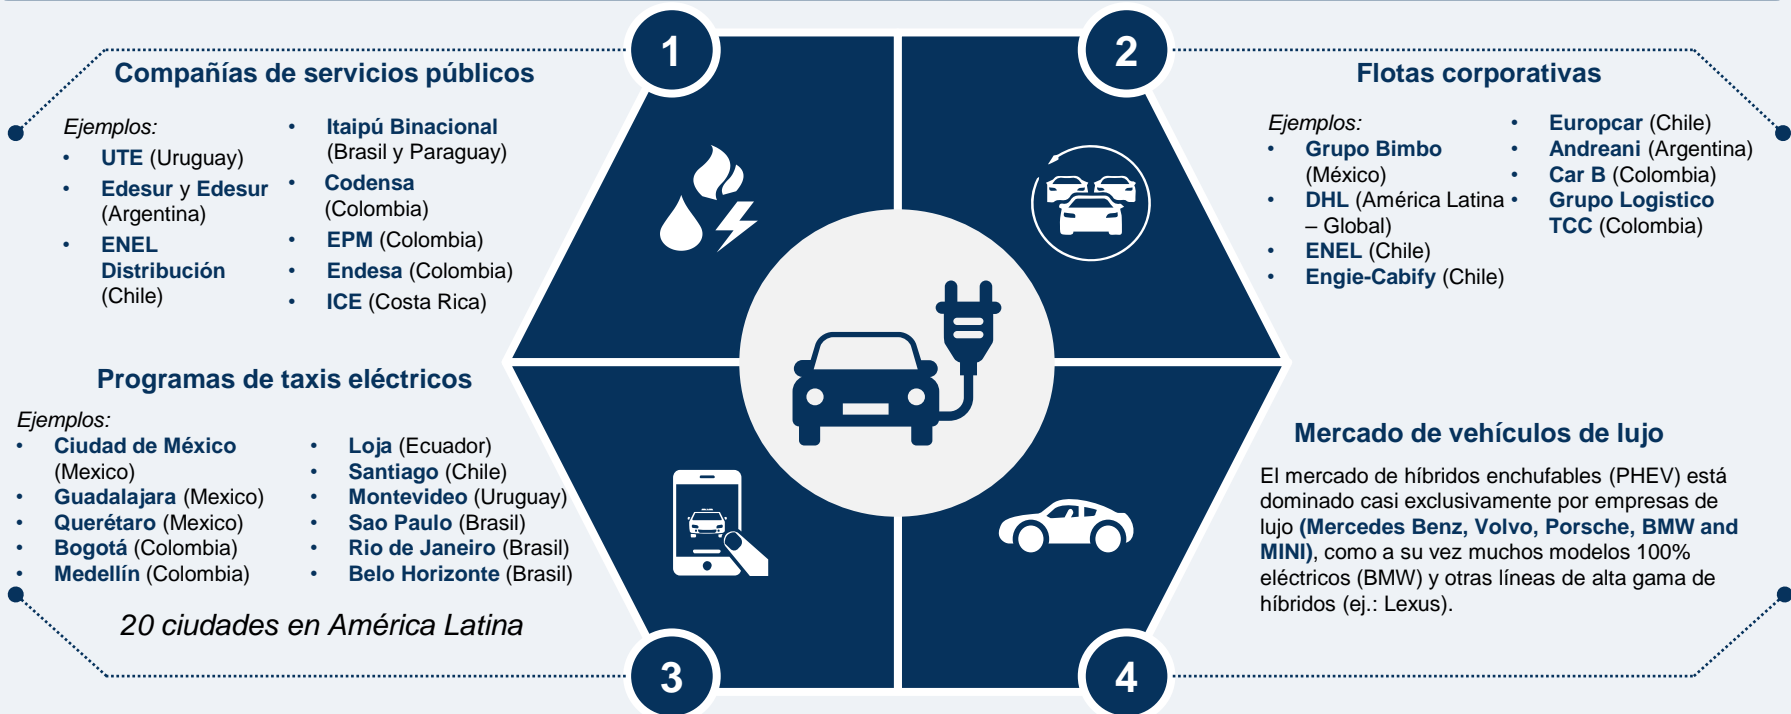 1
Compañías de servicios públicos
Ejemplos:
• UTE (Uruguay)
• Edesur y Edesur
(Argentina)
• ENEL
Distribución
(Chile)
• Itaipú Binacional
(Brasil y Paraguay)
• Codensa
(Colombia)
• EPM (Colombia)
• Endesa (Colombia)
• ICE (Costa Rica)
2
Flotas corporativas
Ejemplos:
• Grupo Bimbo
(México)
• DHL (América Latina
– Global)
• ENEL (Chile)
• Engie-Cabify (Chile)
• Europcar (Chile)
• Andreani (Argentina)
• Car B (Colombia)
• Grupo Logistico
TCC (Colombia)
Programas de taxis eléctricos
Ejemplos:
• Ciudad de México
(Mexico)
• Guadalajara (Mexico)
• Querétaro (Mexico)
• Bogotá (Colombia)
• Medellín (Colombia)
• Loja (Ecuador)
• Santiago (Chile)
• Montevideo (Uruguay)
• Sao Paulo (Brasil)
• Rio de Janeiro (Brasil)
• Belo Horizonte (Brasil)
20 ciudades en América Latina
3
Mercado de vehículos de lujo
El mercado de híbridos enchufables (PHEV) está
dominado casi exclusivamente por empresas de
lujo (Mercedes Benz, Volvo, Porsche, BMW and
MINI), como a su vez muchos modelos 100%
eléctricos (BMW) y otras líneas de alta gama de
híbridos (ej.: Lexus).
4